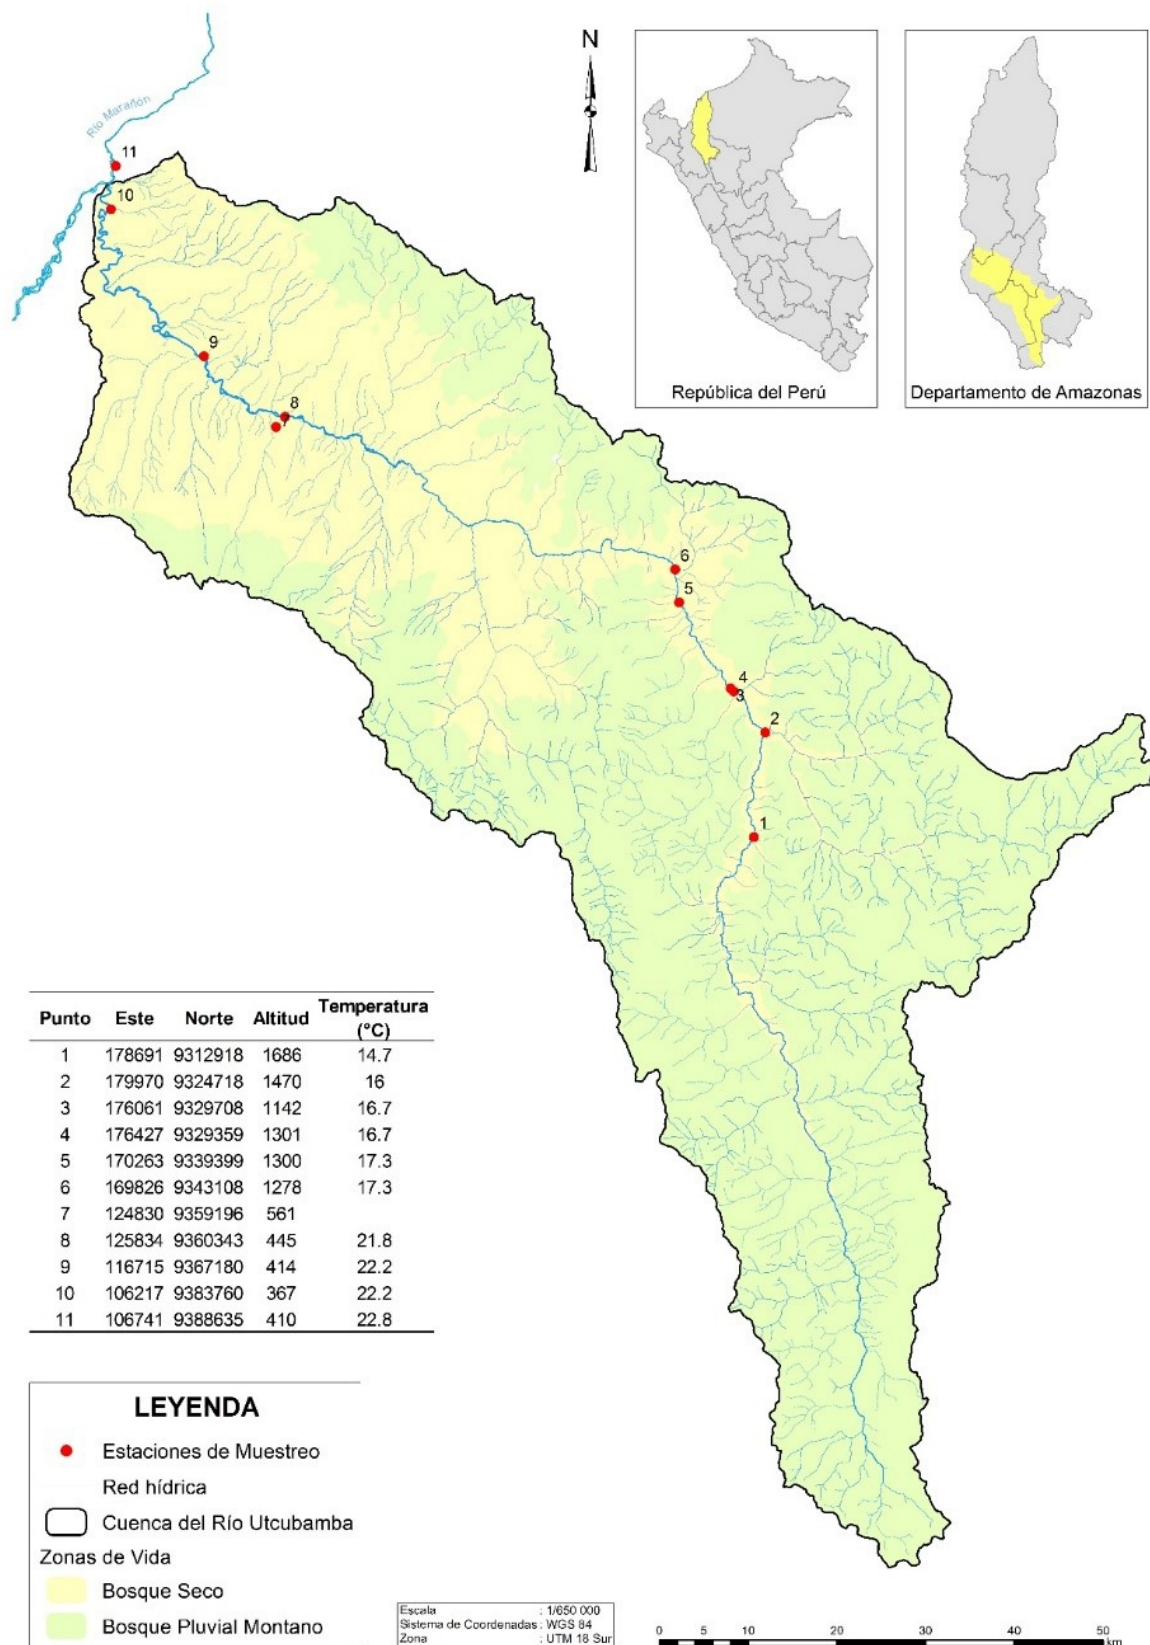 N
Río Marañón
11
10
9
8
7
6
5
4
3
2
1
República del Perú
Departamento de Amazonas
Punto Este Norte Altitud Temperatura (°C)
1 178691 9312918 1686 14.7
2 179970 9324718 1470 16
3 176061 9329708 1142 16.7
4 176427 9329359 1301 16.7
5 170263 9339399 1300 17.3
6 169826 9343108 1278 17.3
7 124830 9359196 561
8 125834 9360343 445 21.8
9 116715 9367180 414 22.2
10 106217 9383760 367 22.2
11 106741 9388635 410 22.8
LEYENDA
Estaciones de Muestreo
Red hídrica
Cuenca del Río Utcubamba
Zonas de Vida
Bosque Seco
Bosque Pluvial Montano
Escala : 1/650 000
Sistema de Coordenadas : WGS 84
Zona : UTM 18 Sur
0 5 10 20 30 40 50
km